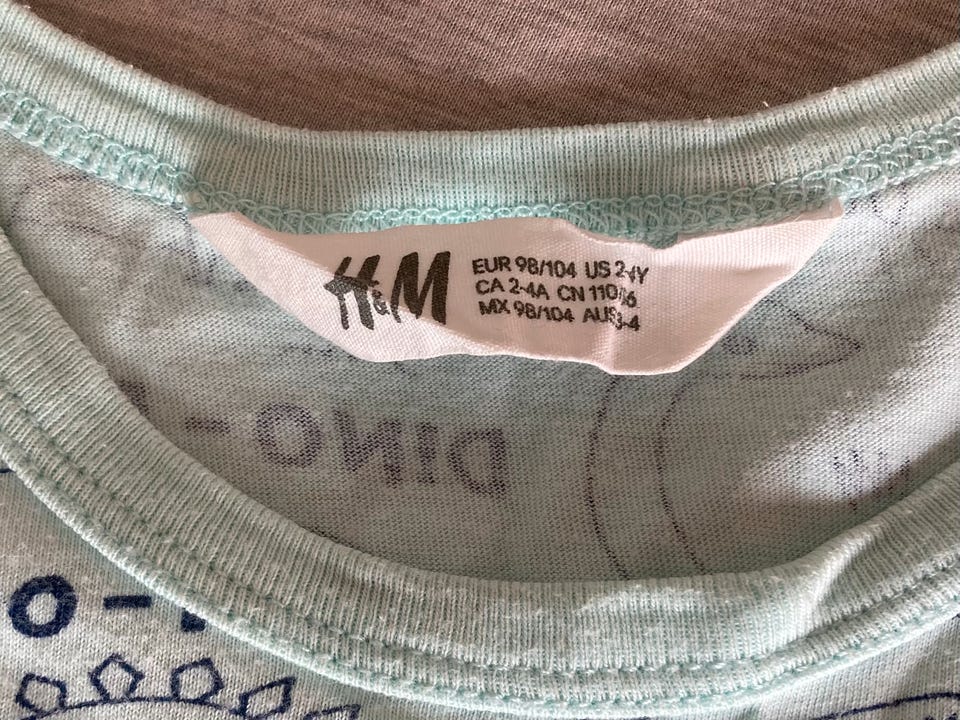 H&M
EUR 98/104 US 2-4Y
CA 2-4A CN 110/56
MX 98/104 AUS 3-4
DINO-
O-